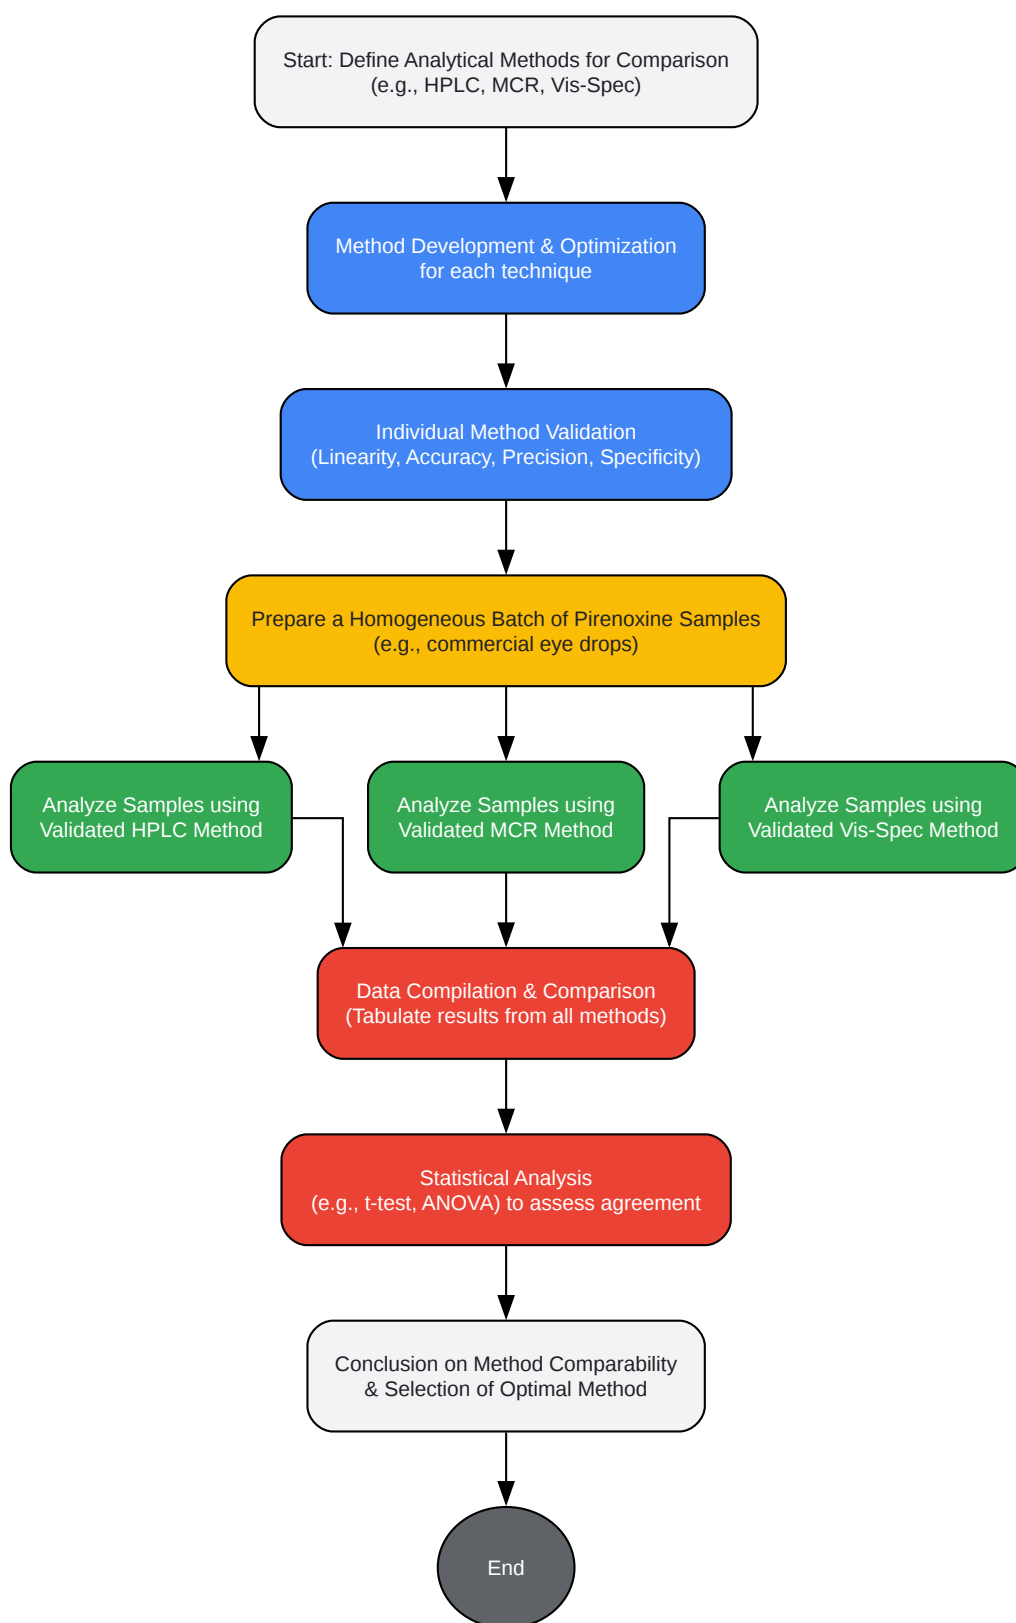 Start: Define Analytical Methods for Comparison
(e.g., HPLC, MCR, Vis-Spec)
Method Development & Optimization
for each technique
Individual Method Validation
(Linearity, Accuracy, Precision, Specificity)
Prepare a Homogeneous Batch of Pirenoxine Samples
(e.g., commercial eye drops)
Analyze Samples using
Validated HPLC Method
Analyze Samples using
Validated MCR Method
Analyze Samples using
Validated Vis-Spec Method
Data Compilation & Comparison
(Tabulate results from all methods)
Statistical Analysis
(e.g., t-test, ANOVA) to assess agreement
Conclusion on Method Comparability
& Selection of Optimal Method
End